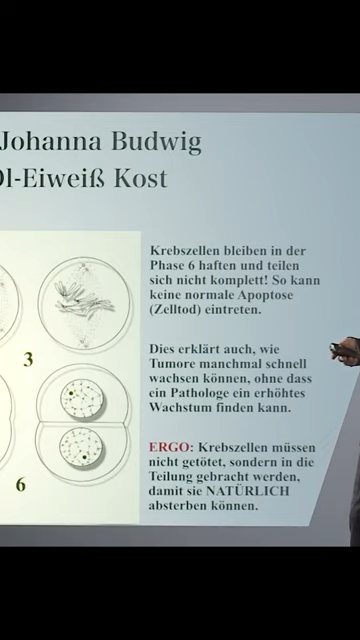 Johanna Budwig
Öl-Eiweiß Kost
Krebszellen bleiben in der
Phase 6 haften und teilen
sich nicht komplett! So kann
keine normale Apoptose
(Zelltod) eintreten.
3
Dies erklärt auch, wie
Tumore manchmal schnell
wachsen können, ohne dass
ein Pathologe ein erhöhtes
Wachstum finden kann.
ERGO: Krebszellen müssen
nicht getötet, sondern in die
Teilung gebracht werden,
damit sie NATÜRLICH
absterben können.
6